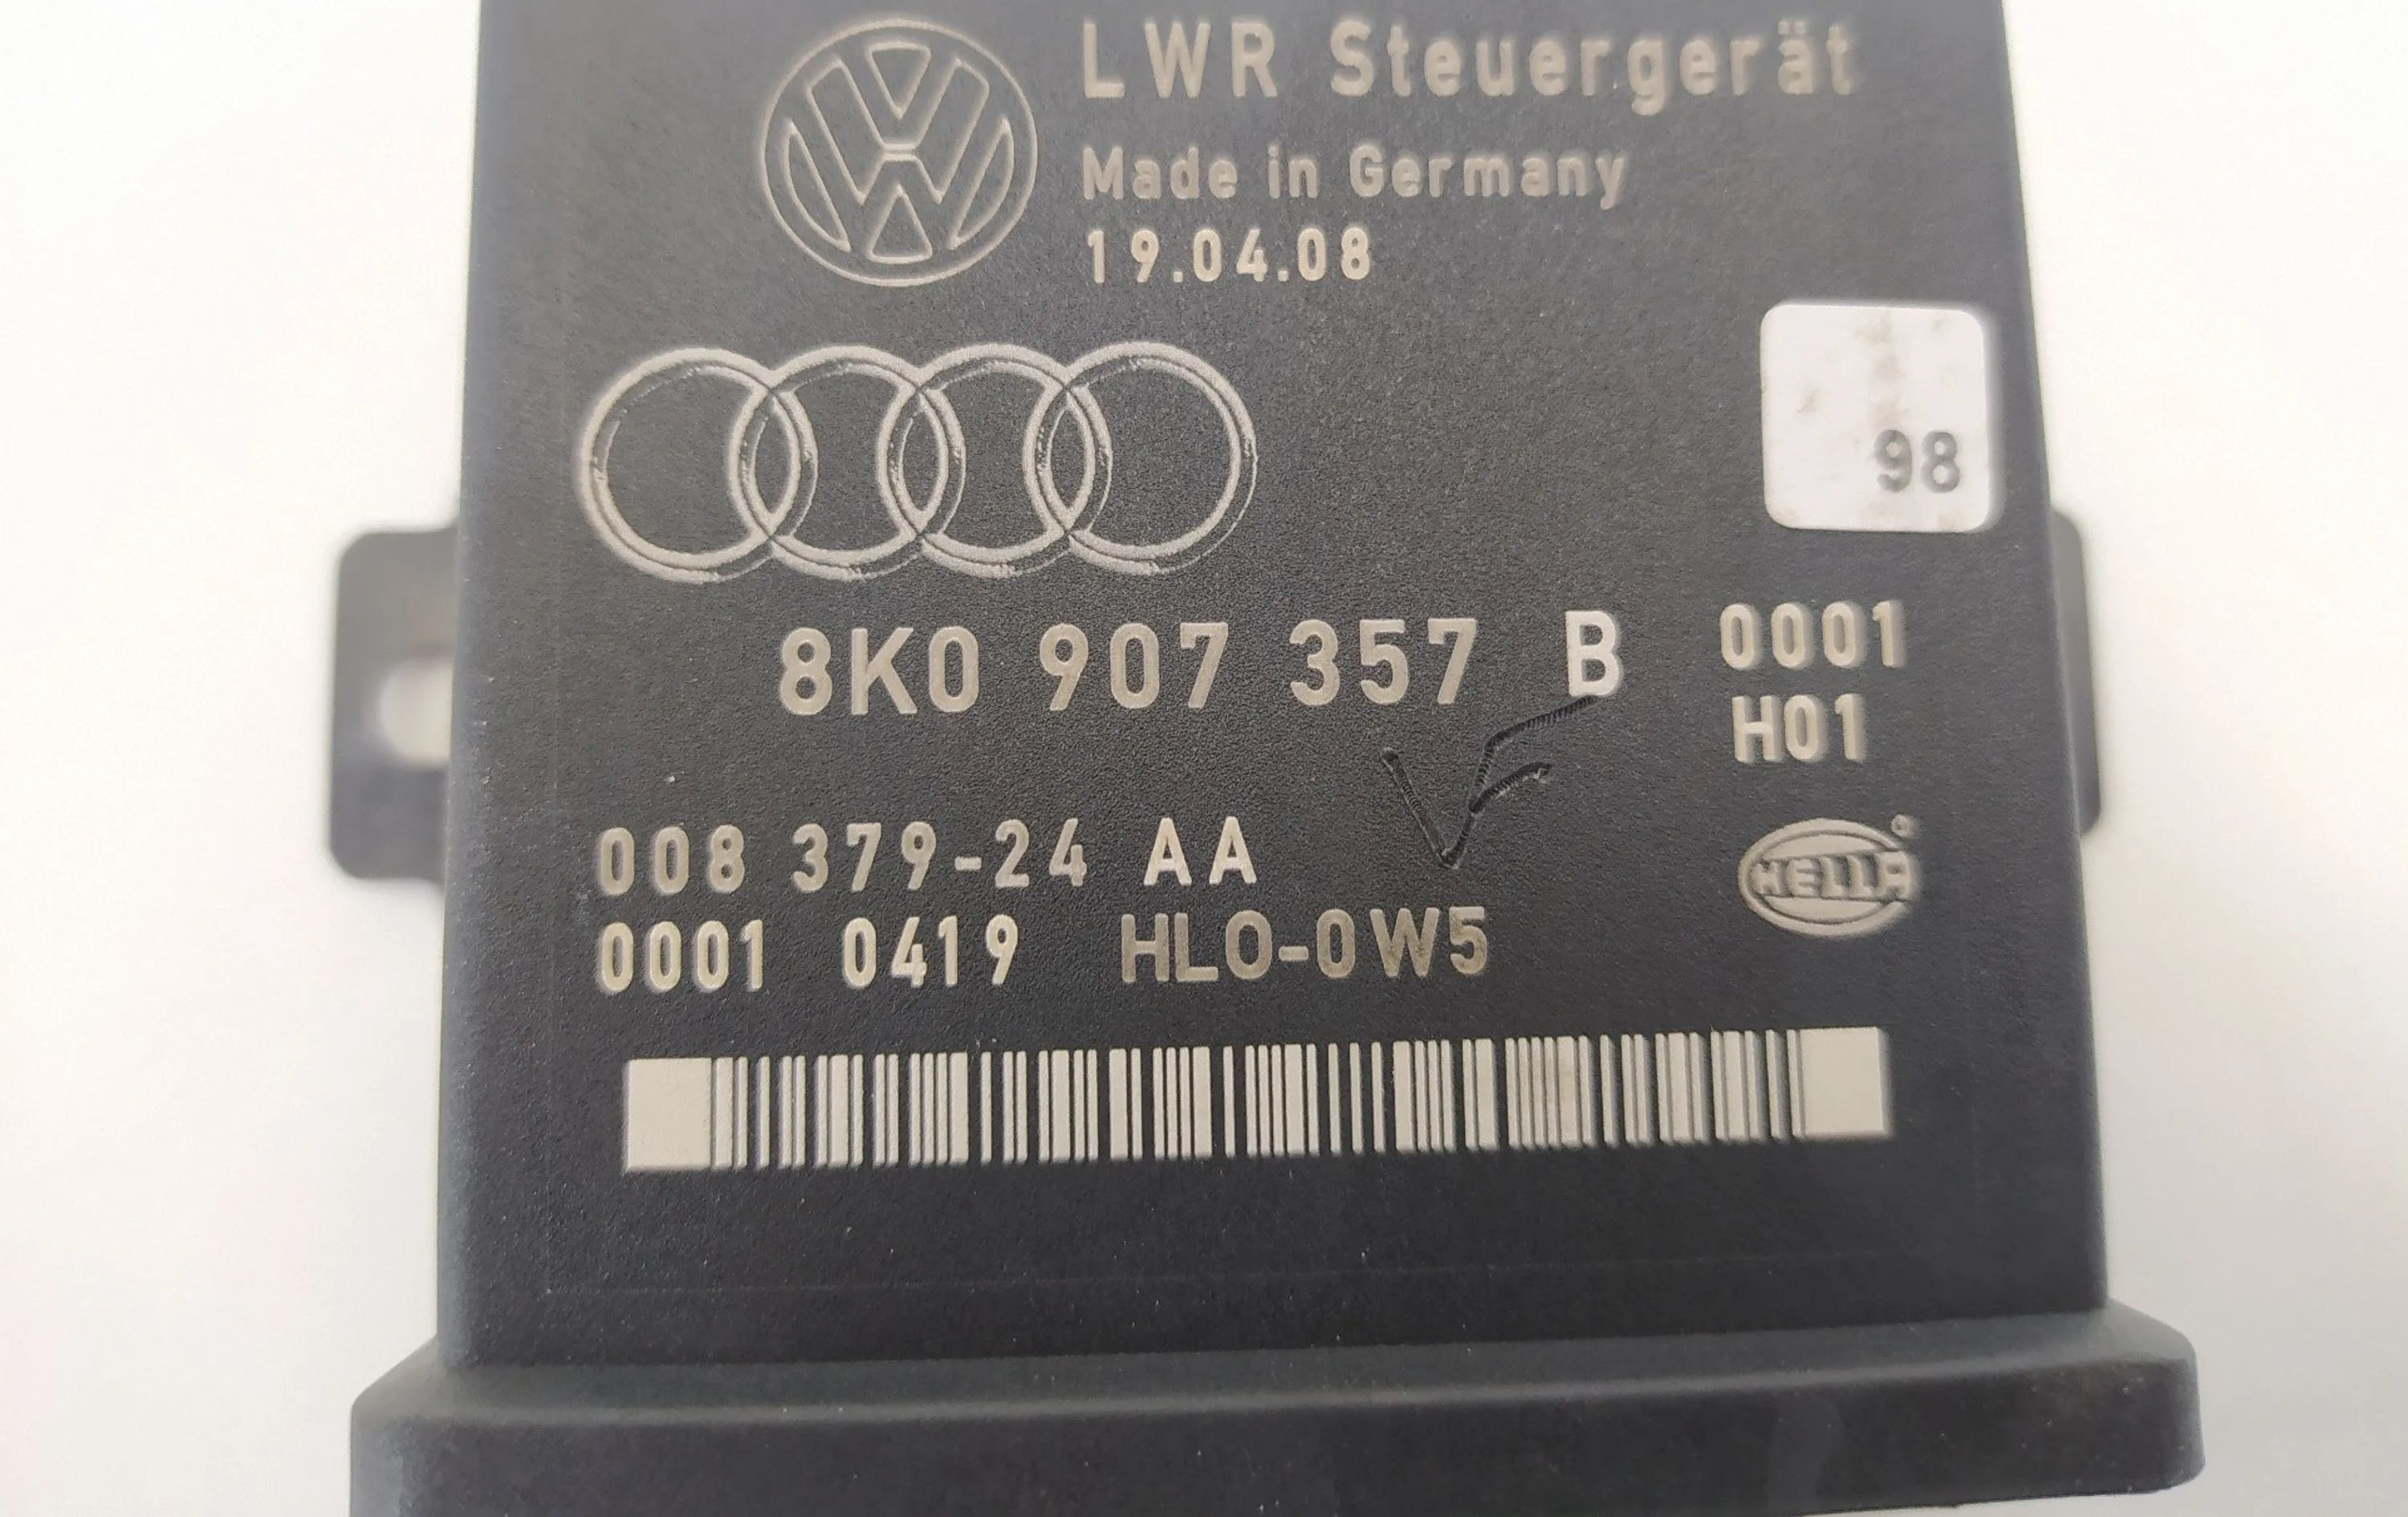 LWR Steuergerät
Made in Germany
19.04.08
98
8K0 907 357 B 0001
H01
008 379-24 AA
HELLA
0001 0419 HLO-0W5